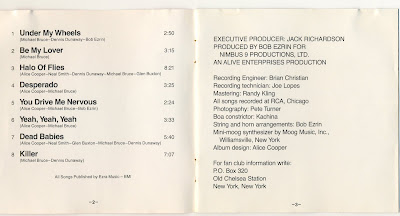 1 Under My Wheels 2:50
(Michael Bruce-Dennis Dunaway-Bob Ezrin)
2 Be My Lover 3:15
(Michael Bruce)
3 Halo Of Flies 8:21
(Alice Cooper-Neal Smith-Dennis Dunaway-Michael Bruce-Glen Buxton)
4 Desperado 3:25
(Alice Cooper-Michael Bruce)
5 You Drive Me Nervous 2:24
(Alice Cooper-Michael Bruce-Bob Ezrin)
6 Yeah, Yeah, Yeah 3:33
(Alice Cooper-Michael Bruce)
7 Dead Babies 5:40
(Alice Cooper-Neal Smith-Glen Buxton-Michael Bruce-Dennis Dunaway)
8 Killer 7:07
(Michael Bruce-Dennis Dunaway)
All Songs Published by Ezra Music - BMI
–2–
EXECUTIVE PRODUCER: JACK RICHARDSON
PRODUCED BY BOB EZRIN FOR
NIMBUS 9 PRODUCTIONS, LTD.
AN ALIVE ENTERPRISES PRODUCTION
Recording Engineer: Brian Christian
Recording technician: Joe Lopes
Mastering: Randy Kling
All songs recorded at RCA, Chicago
Photography: Pete Turner
Boa constrictor: Kachina
String and horn arrangements: Bob Ezrin
Mini-moog synthesizer by Moog Music, Inc.,
Williamsville, New York
Album design: Alice Cooper
For fan club information write:
P.O. Box 320
Old Chelsea Station
New York, New York
–3–